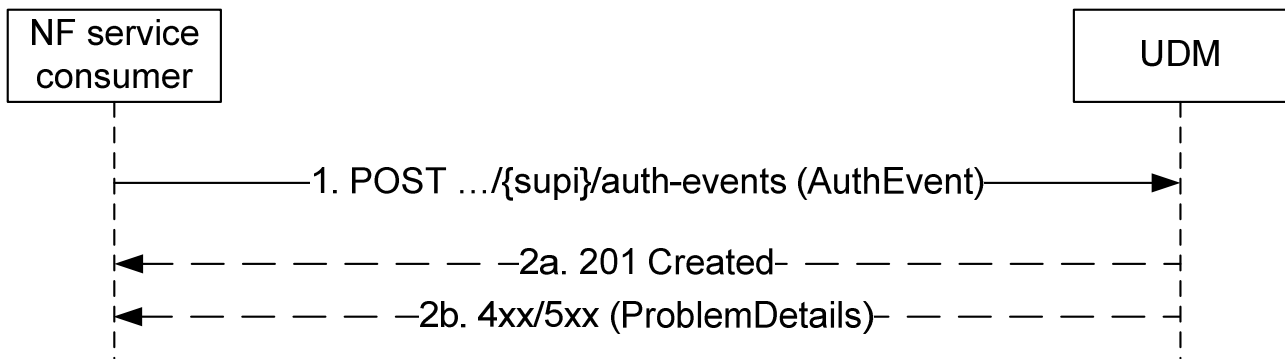 NF service
consumer
UDM
1. POST …/{supi}/auth-events (AuthEvent)
2a. 201 Created
2b. 4xx/5xx (ProblemDetails)